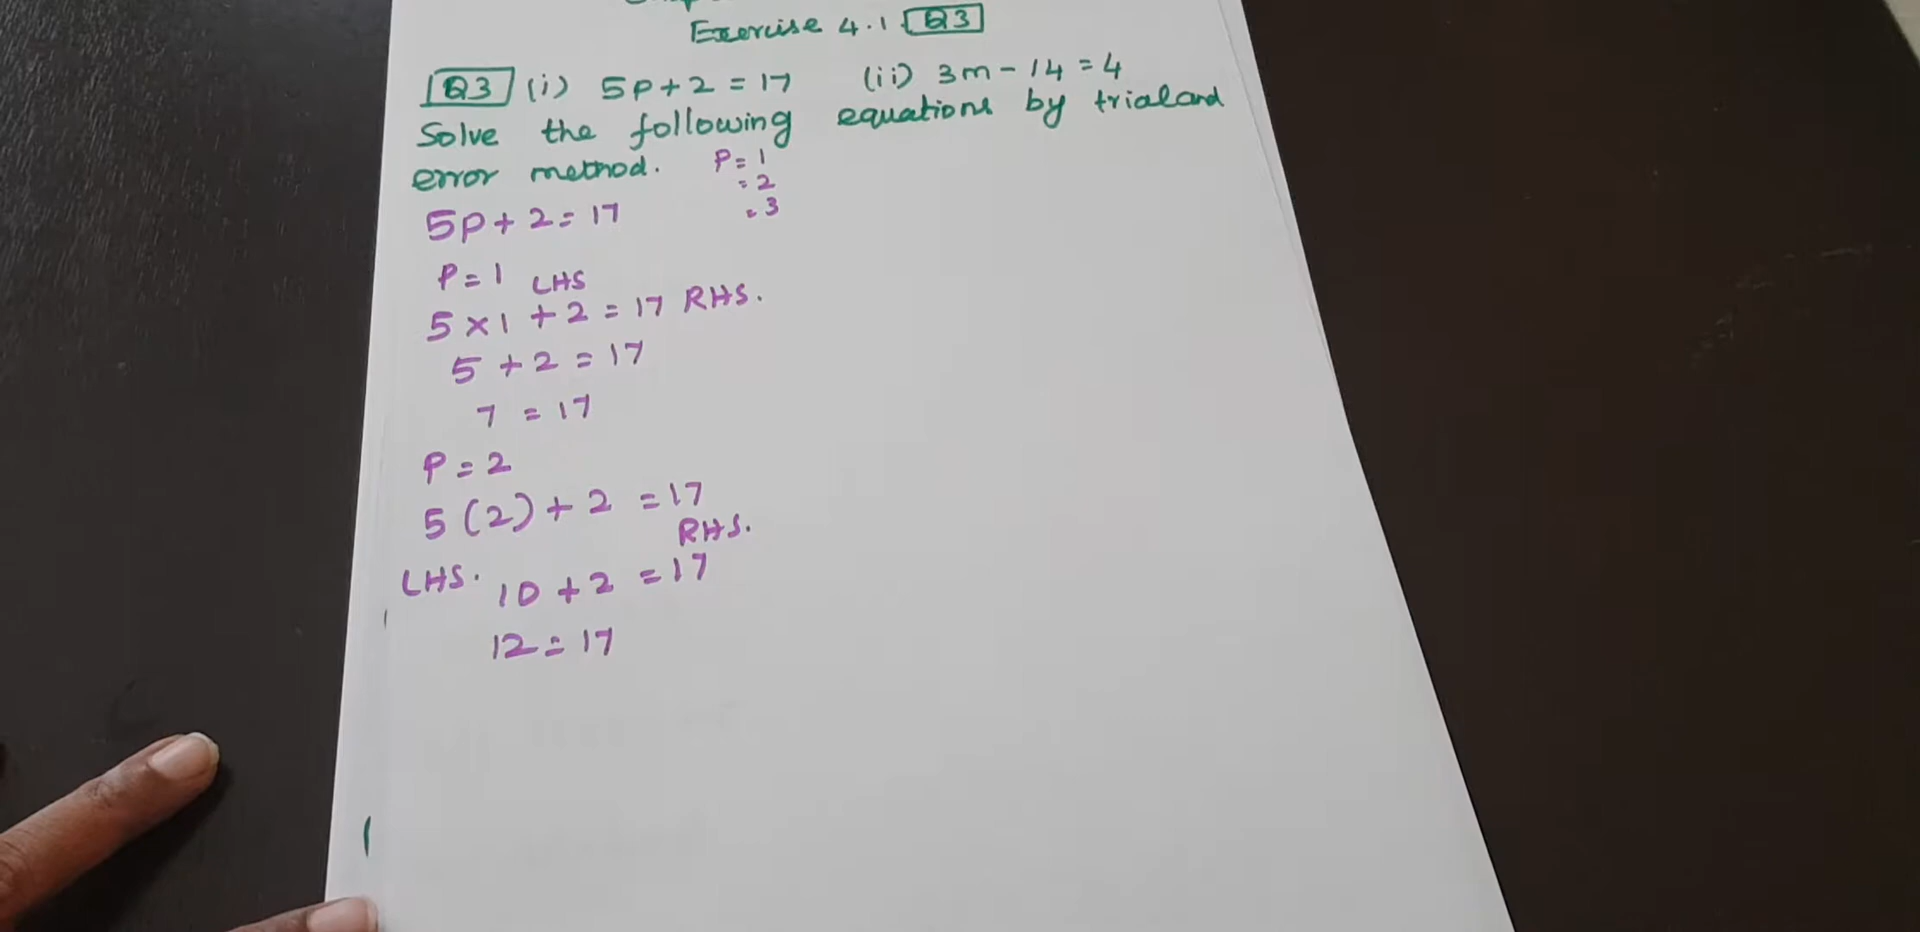 Exercise 4.1 Q3
Q3 (i) 5p+2=17 (ii) 3m-14=4
Solve the following equations by trial and
error method.
P=1
=2
=3
5p+2=17
P=1 LHS
5×1+2=17 RHS.
5+2=17
7=17
P=2
5(2)+2=17
RHS.
LHS. 10+2=17
12=17